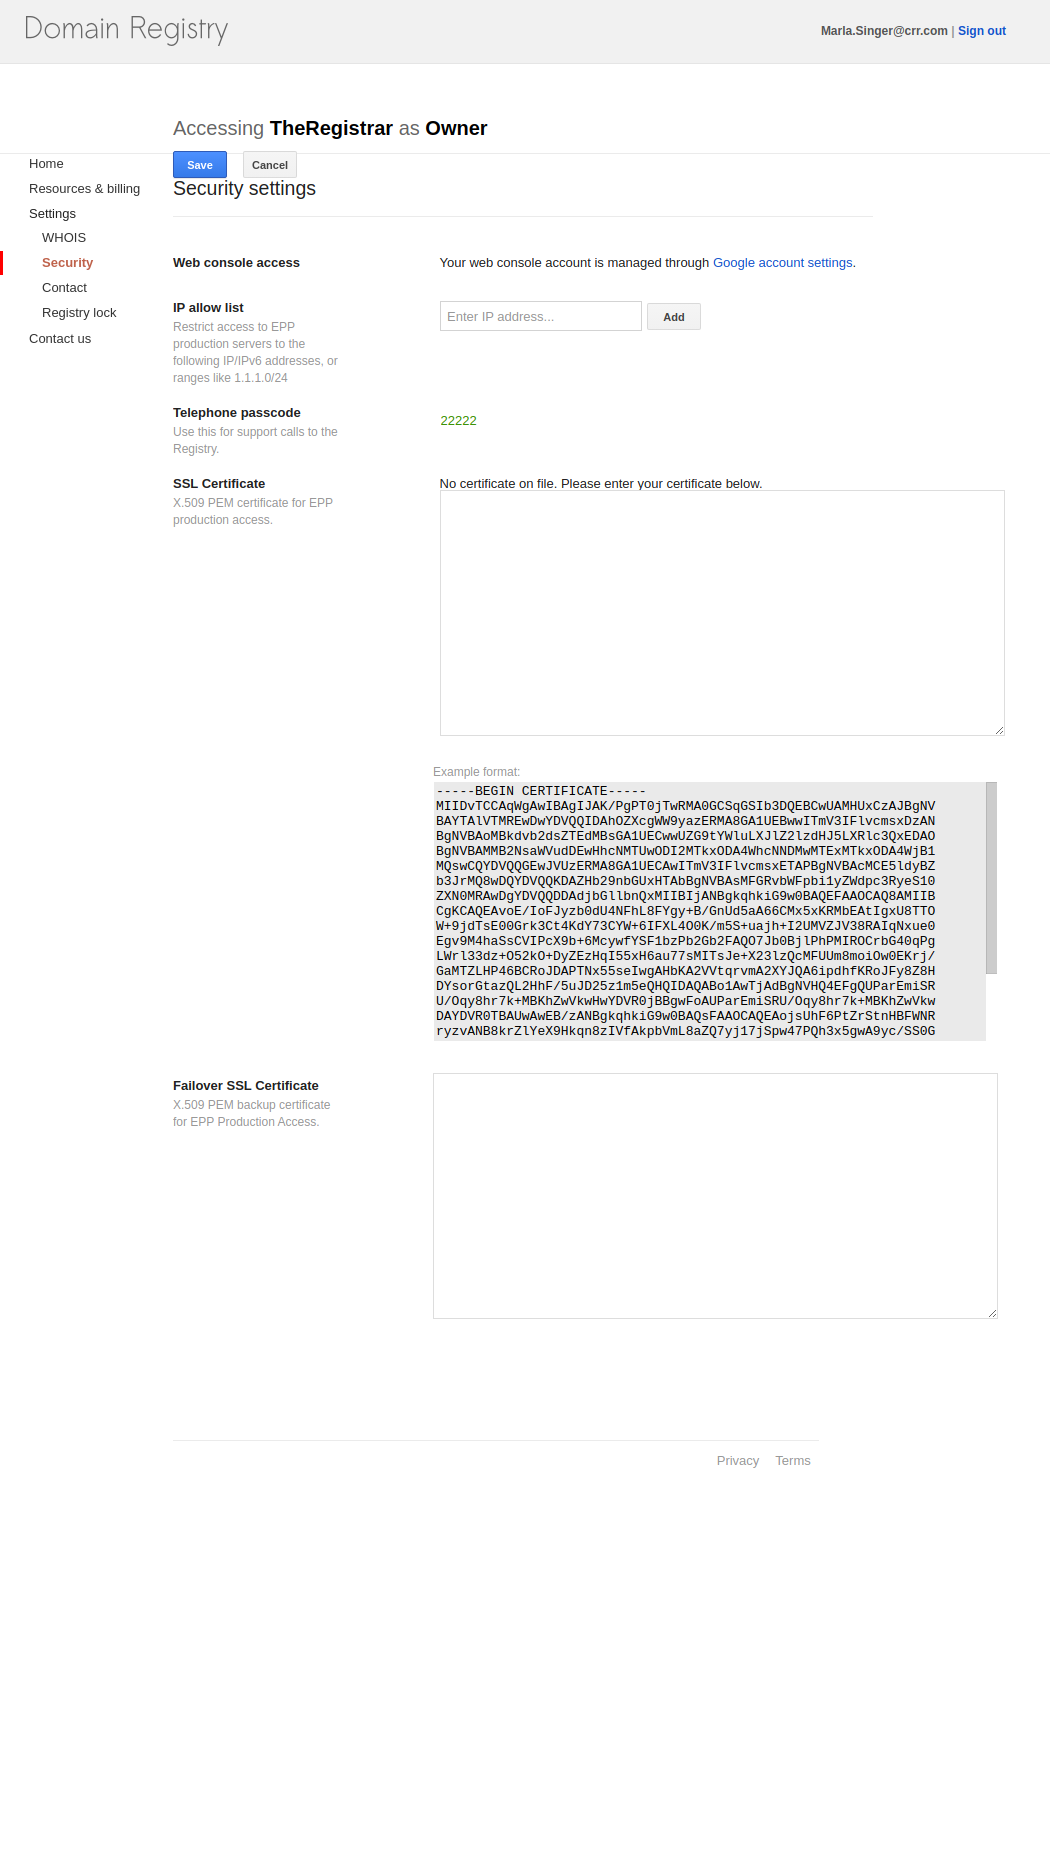 Domain Registry
Marla.Singer@crr.com | Sign out
Accessing TheRegistrar as Owner
Save
Cancel
Home
Resources & billing
Settings
WHOIS
Security
Contact
Registry lock
Contact us
Security settings
Web console access
Your web console account is managed through Google account settings.
IP allow list
Restrict access to EPP
production servers to the
following IP/IPv6 addresses, or
ranges like 1.1.1.0/24
Enter IP address...
Add
Telephone passcode
Use this for support calls to the
Registry.
22222
SSL Certificate
X.509 PEM certificate for EPP
production access.
No certificate on file. Please enter your certificate below.
Example format:
-----BEGIN CERTIFICATE-----
MIIDvTCCAqWgAwIBAgIJAK/PgPT0jTwRMA0GCSqGSIb3DQEBCwUAMHUxCzAJBgNV
BAYTAlVTMREwDwYDVQQIDAhOZXcgWW9yazERMA8GA1UEBwwITmV3IFlvcmsxDzAN
BgNVBAoMBkdvb2dsZTEdMBsGA1UECwwUZG9tYWluLXJlZ2lzdHJ5LXRlc3QxEDAO
BgNVBAMMB2NsaWVudDEwHhcNMTUwODI2MTkxODA4WhcNNDMwMTExMTkxODA4WjB1
MQswCQYDVQQGEwJVUzERMA8GA1UECAwITmV3IFlvcmsxETAPBgNVBAcMCE5ldyBZ
b3JrMQ8wDQYDVQQKDAZHb29nbGUxHTAbBgNVBAsMFGRvbWFpbi1yZWdpc3RyeS10
ZXN0MRAwDgYDVQQDDAdjbGllbnQxMIIBIjANBgkqhkiG9w0BAQEFAAOCAQ8AMIIB
CgKCAQEAvoE/IoFJyzb0dU4NFhL8FYgy+B/GnUd5aA66CMx5xKRMbEAtIgxU8TTO
W+9jdTsE00Grk3Ct4KdY73CYW+6IFXL4O0K/m5S+uajh+I2UMVZJV38RAIqNxue0
Egv9M4haSsCVIPcX9b+6McywfYSF1bzPb2Gb2FAQO7Jb0BjlPhPMIROCrbG40qPg
LWrl33dz+O52kO+DyZEzHqI55xH6au77sMITsJe+X23lzQcMFUUm8moiOw0EKrj/
GaMTZLHP46BCRoJDAPTNx55seIwgAHbKA2VVtqrvmA2XYJQA6ipdhfKRoJFy8Z8H
DYsorGtazQL2HhF/5uJD25z1m5eQHQIDAQABo1AwTjAdBgNVHQ4EFgQUParEmiSR
U/Oqy8hr7k+MBKhZwVkwHwYDVR0jBBgwFoAUParEmiSRU/Oqy8hr7k+MBKhZwVkw
DAYDVR0TBAUwAwEB/zANBgkqhkiG9w0BAQsFAAOCAQEAojsUhF6PtZrStnHBFWNR
ryzvANB8krZlYeX9Hkqn8zIVfAkpbVmL8aZQ7yj17jSpw47PQh3x5gwA9yc/SS0G
Failover SSL Certificate
X.509 PEM backup certificate
for EPP Production Access.
Privacy
Terms